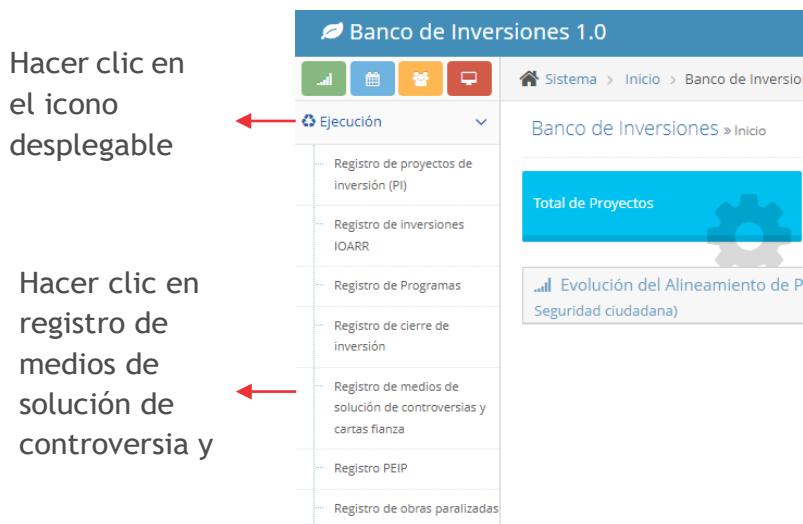 Hacer clic en
el icono
desplegable
Hacer clic en
registro de
medios de
solución de
controversia y
Banco de Inversiones 1.0
Sistema > Inicio > Banco de Inversion
Ejecución
Registro de proyectos de
inversión (PI)
Registro de inversiones
IOARR
Registro de Programas
Registro de cierre de
inversión
Registro de medios de
solución de controversias y
cartas fianza
Registro PEIP
Registro de obras paralizadas
Banco de Inversiones » Inicio
Total de Proyectos
Evolución del Alineamiento de P
Seguridad ciudadana)